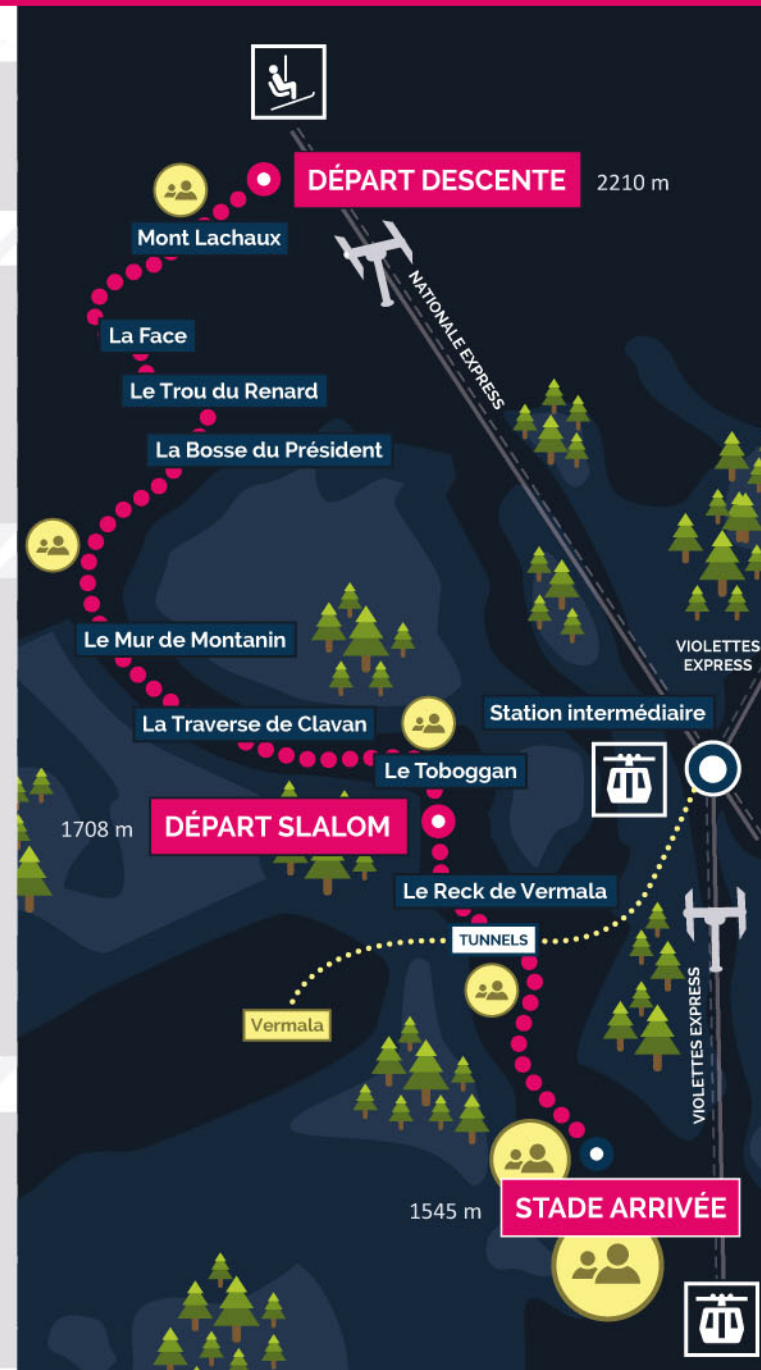 DÉPART DESCENTE
2210 m
Mont Lachaux
NATIONALE EXPRESS
La Face
Le Trou du Renard
La Bosse du Président
Le Mur de Montanin
VIOLETTES
EXPRESS
La Traverse de Clavan
Station intermédiaire
Le Toboggan
1708 m
DÉPART SLALOM
Le Reck de Vermala
TUNNELS
Vermala
VIOLETTES EXPRESS
1545 m
STADE ARRIVÉE